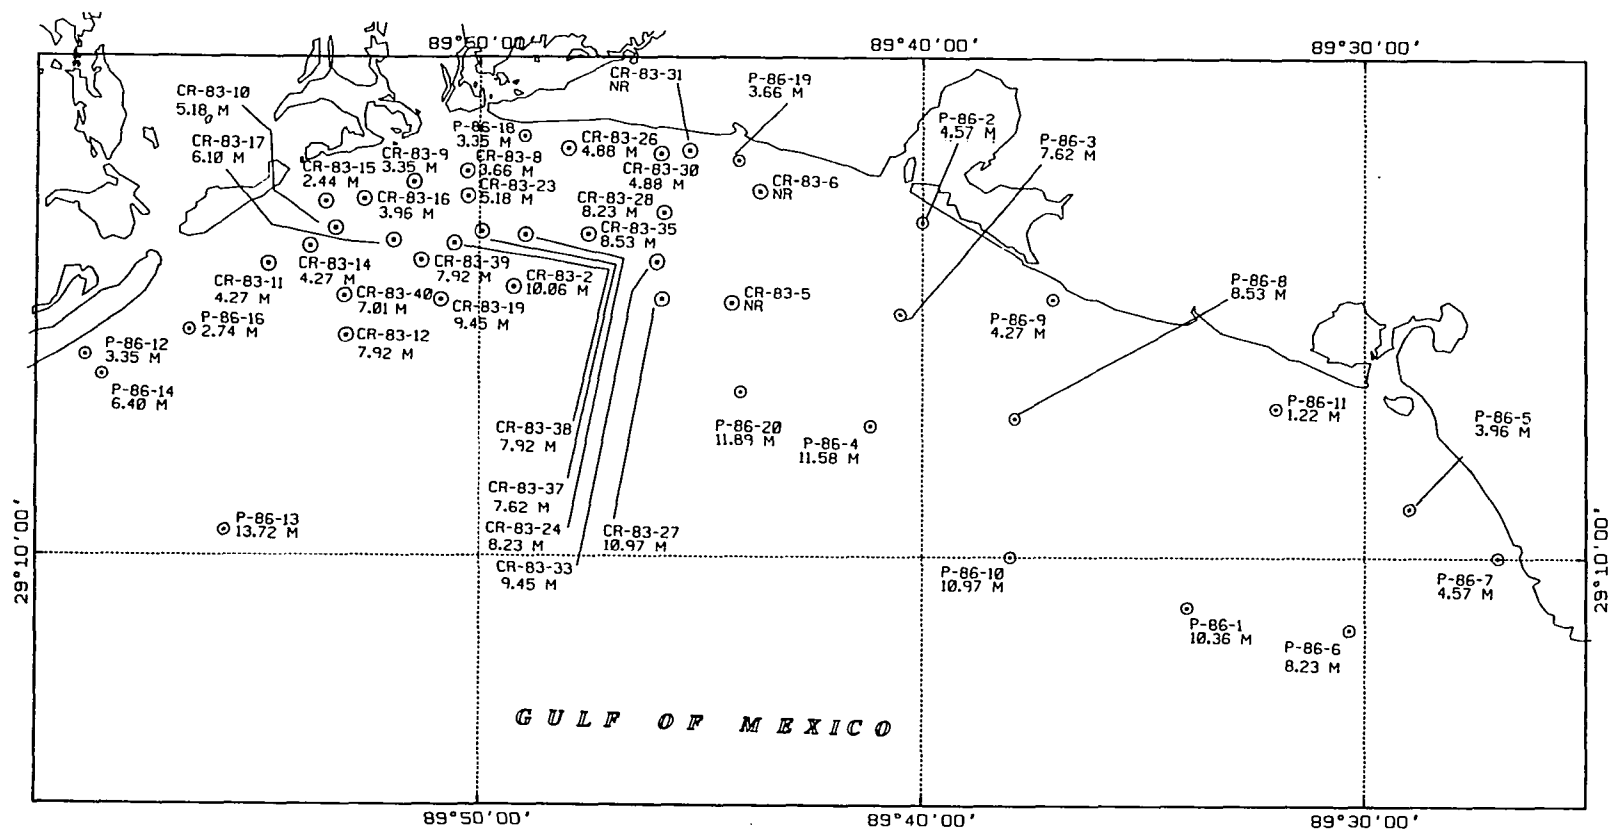 89°50'00"
89°40'00"
89°30'00"
CR-83-31
NR
P-86-19
3.66 M
CR-83-10
5.18 M
CR-83-17
6.10 M
P-86-18
3.35 M
CR-83-26
4.88 M
P-86-2
4.57 M
P-86-3
7.62 M
CR-83-9
3.35 M
CR-83-8
3.66 M
CR-83-15
2.44 M
CR-83-30
4.88 M
CR-83-6
NR
CR-83-23
5.18 M
CR-83-16
3.96 M
CR-83-28
8.23 M
CR-83-35
8.53 M
CR-83-11
4.27 M
CR-83-14
4.27 M
CR-83-39
7.92 M
CR-83-2
10.06 M
CR-83-5
NR
P-86-8
8.53 M
CR-83-40
7.01 M
CR-83-19
9.45 M
P-86-9
4.27 M
P-86-16
2.74 M
CR-83-12
7.92 M
P-86-12
3.35 M
P-86-14
6.40 M
CR-83-38
7.92 M
P-86-20
11.89 M
P-86-4
11.58 M
P-86-11
1.22 M
P-86-5
3.96 M
CR-83-37
7.62 M
P-86-13
13.72 M
CR-83-24
8.23 M
CR-83-27
10.97 M
CR-83-33
9.45 M
29°10'00"
29°10'00"
P-86-10
10.97 M
P-86-7
4.57 M
P-86-1
10.36 M
P-86-6
8.23 M
GULF OF MEXICO
89°50'00"
89°40'00"
89°30'00"